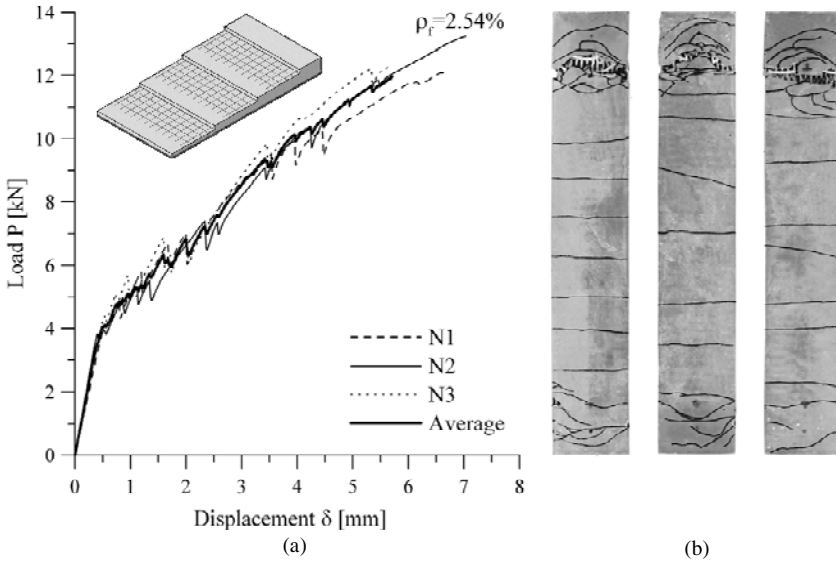 14
12
10
8
6
4
2
0
Load P [kN]
ρf=2.54%
N1
N2
N3
Average
0 1 2 3 4 5 6 7 8
Displacement δ [mm]
(a)
(b)